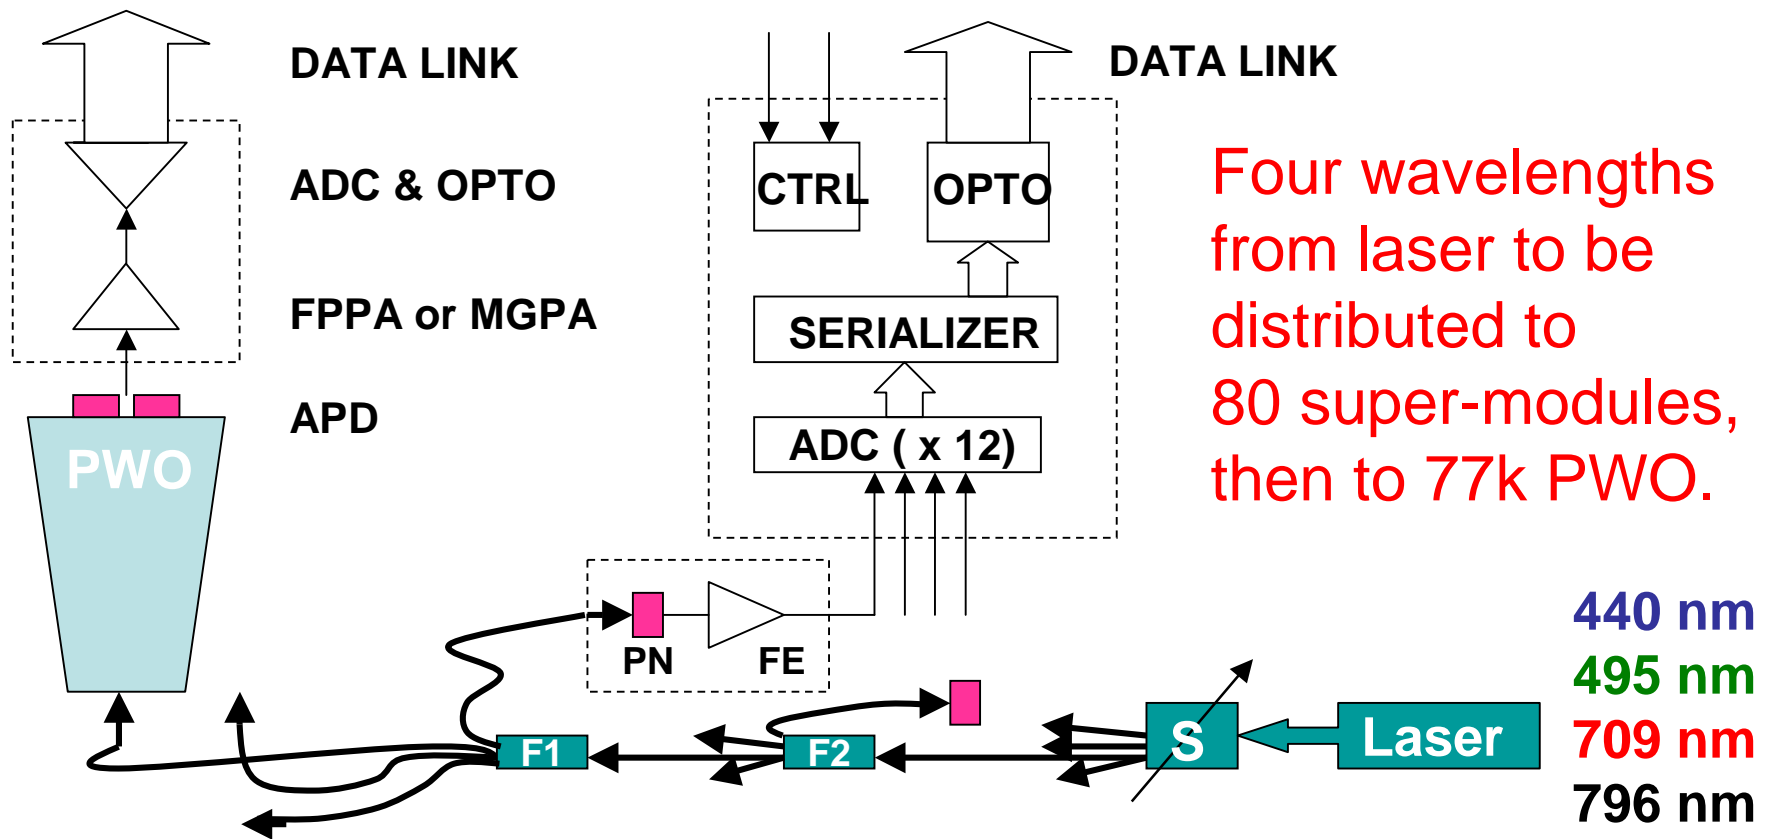 DATA LINK
ADC & OPTO
FPPA or MGPA
APD
PWO
DATA LINK
CTRL
OPTO
SERIALIZER
ADC ( x 12)
PN
FE
F1
F2
S
Laser
Four wavelengths
from laser to be
distributed to
80 super-modules,
then to 77k PWO.
440 nm
495 nm
709 nm
796 nm